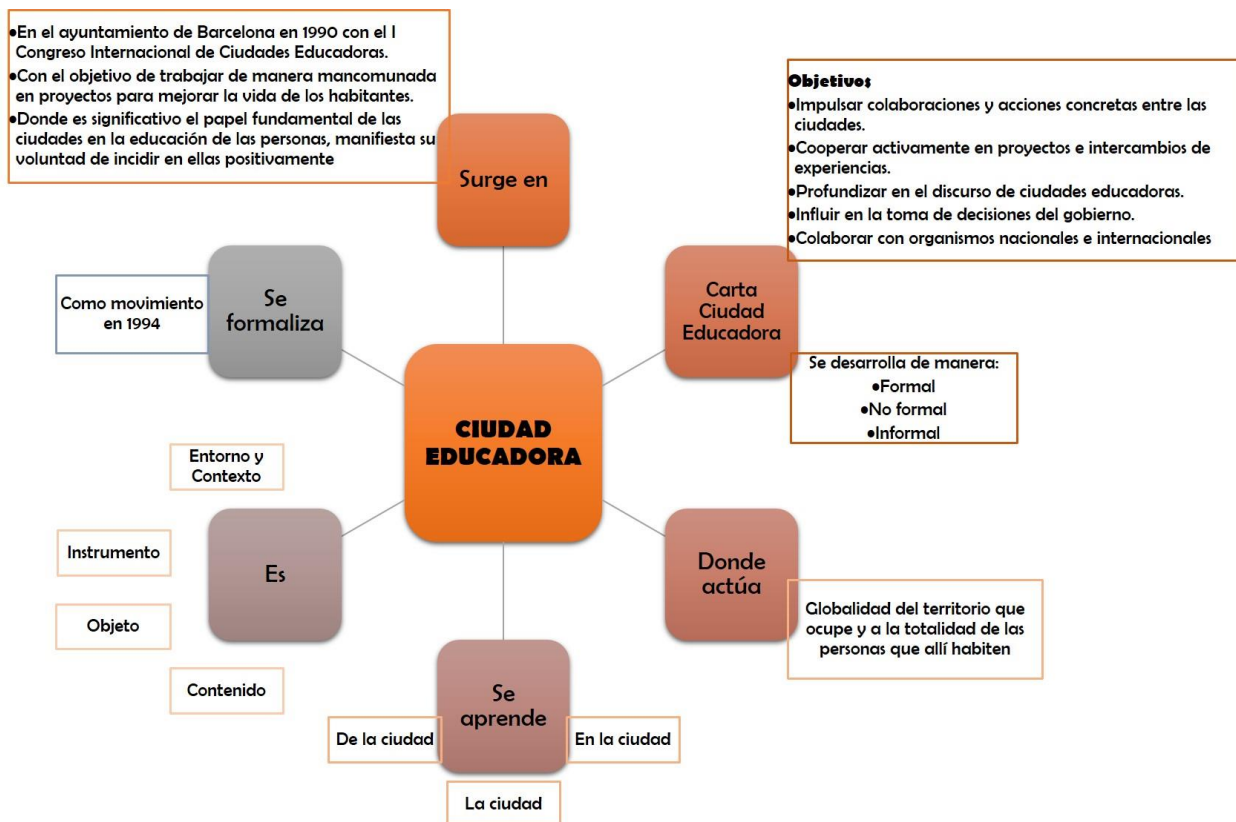 •En el ayuntamiento de Barcelona en 1990 con el I
Congreso Internacional de Ciudades Educadoras.
•Con el objetivo de trabajar de manera mancomunada
en proyectos para mejorar la vida de los habitantes.
•Donde es significativo el papel fundamental de las
ciudades en la educación de las personas, manifiesta su
voluntad de incidir en ellas positivamente
Surge en
Objetivos
•Impulsar colaboraciones y acciones concretas entre las
ciudades.
•Cooperar activamente en proyectos e intercambios de
experiencias.
•Profundizar en el discurso de ciudades educadoras.
•Influir en la toma de decisiones del gobierno.
•Colaborar con organismos nacionales e internacionales
Carta
Ciudad
Educadora
Se desarrolla de manera:
•Formal
•No formal
•Informal
Como movimiento
en 1994
Se
formaliza
CIUDAD
EDUCADORA
Entorno y
Contexto
Instrumento
Es
Objeto
Contenido
Donde
actúa
Globalidad del territorio que
ocupe y a la totalidad de las
personas que allí habiten
Se
aprende
De la ciudad
En la ciudad
La ciudad